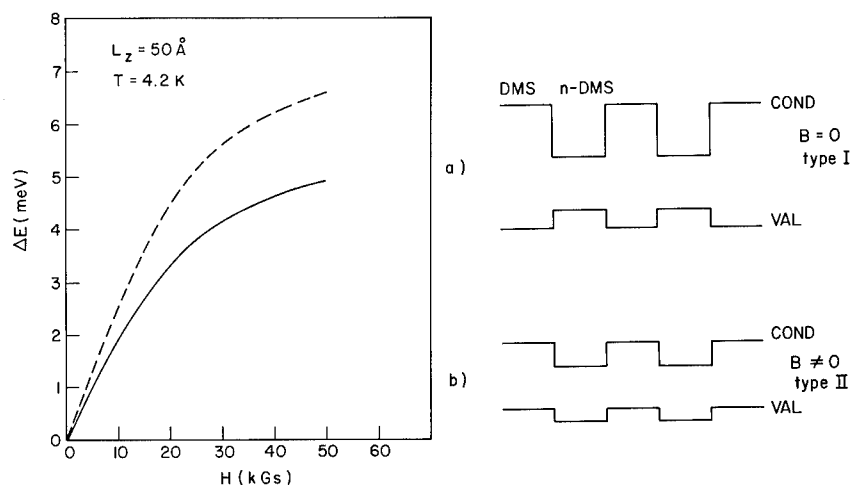 L_z = 50 Å
T = 4.2 K
8
7
6
5
4
3
2
1
0
ΔE (meV)
0 10 20 30 40 50 60
H (k Gs)
DMS n-DMS
COND
B = 0
type I
a)
VAL
COND
B ≠ 0
type II
b)
VAL